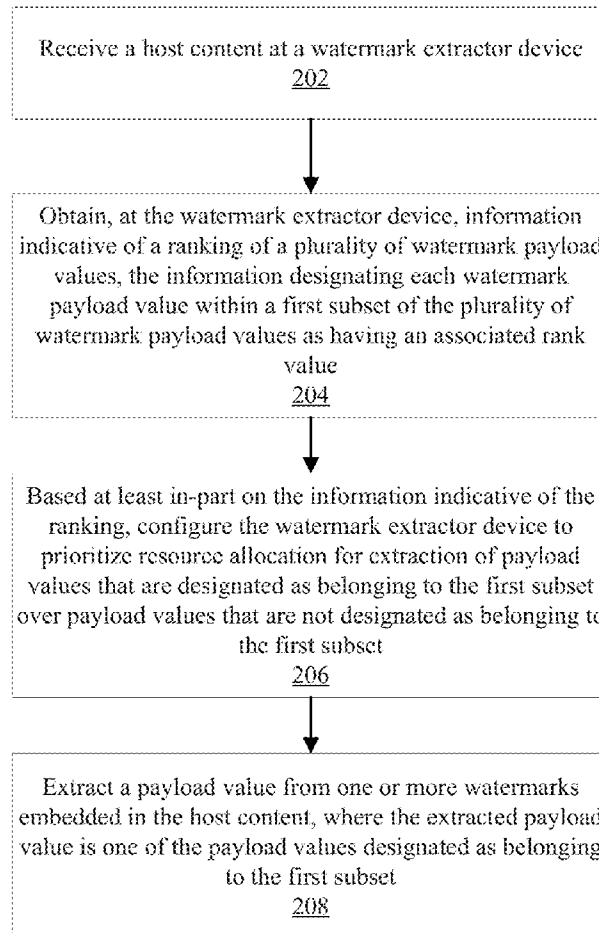 Receive a host content at a watermark extractor device
202
Obtain, at the watermark extractor device, information
indicative of a ranking of a plurality of watermark payload
values, the information designating each watermark
payload value within a first subset of the plurality of
watermark payload values as having an associated rank
value
204
Based at least in-part on the information indicative of the
ranking, configure the watermark extractor device to
prioritize resource allocation for extraction of payload
values that are designated as belonging to the first subset
over payload values that are not designated as belonging to
the first subset
206
Extract a payload value from one or more watermarks
embedded in the host content, where the extracted payload
value is one of the payload values designated as belonging
to the first subset
208